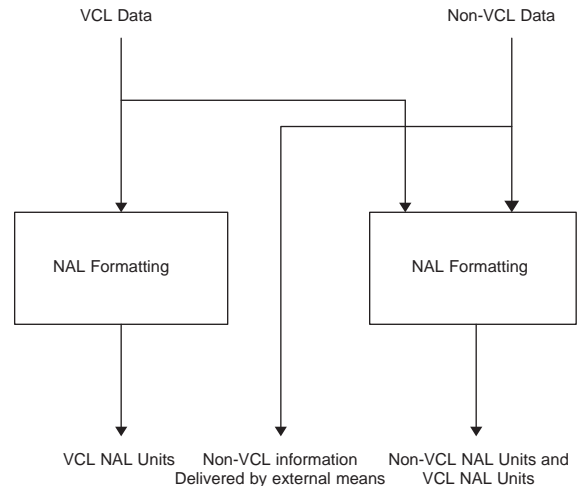 VCL Data
Non-VCL Data
NAL Formatting
NAL Formatting
VCL NAL Units
Non-VCL information
Delivered by external means
Non-VCL NAL Units and
VCL NAL Units